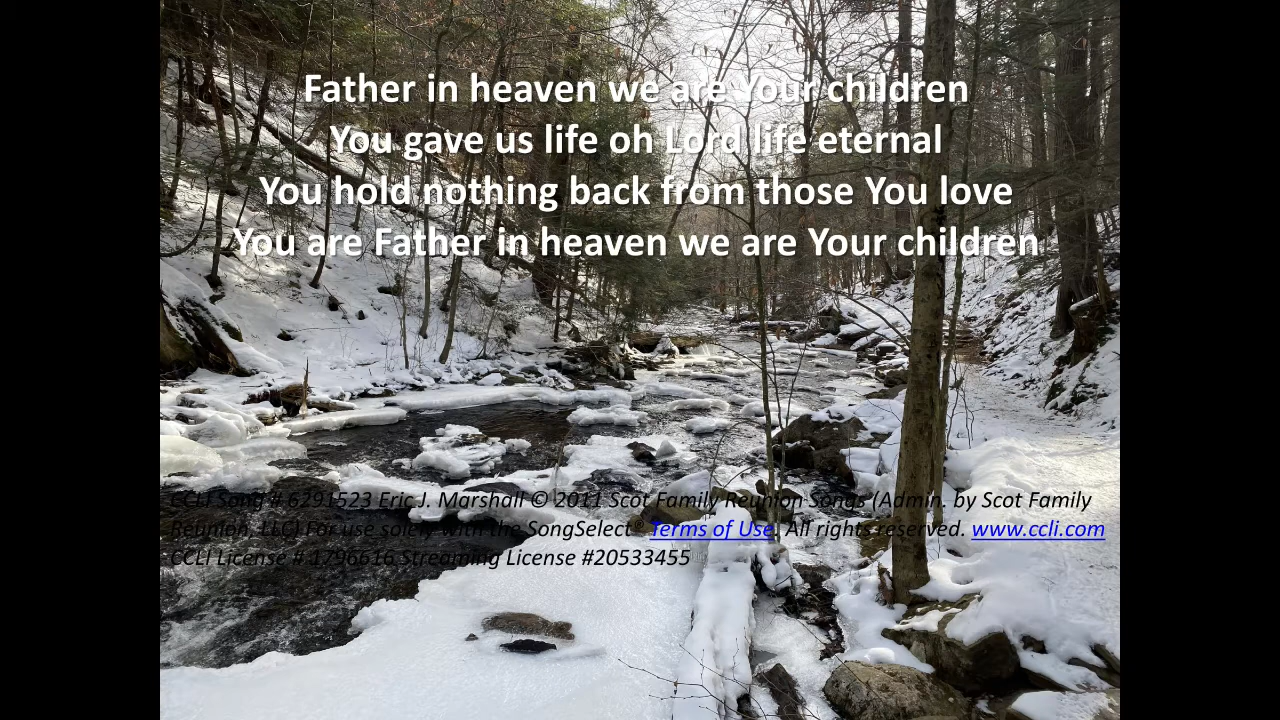 Father in heaven we are Your children
You gave us life oh Lord life eternal
You hold nothing back from those You love
You are Father in heaven we are Your children
CCLI Song # 6291523 Eric J. Marshall © 2011 Scot Family Reunion Songs (Admin. by Scot Family
Reunion, LLC) For use solely with the SongSelect® Terms of Use. All rights reserved. www.ccli.com
CCLI License # 1796616 Streaming License #20533455